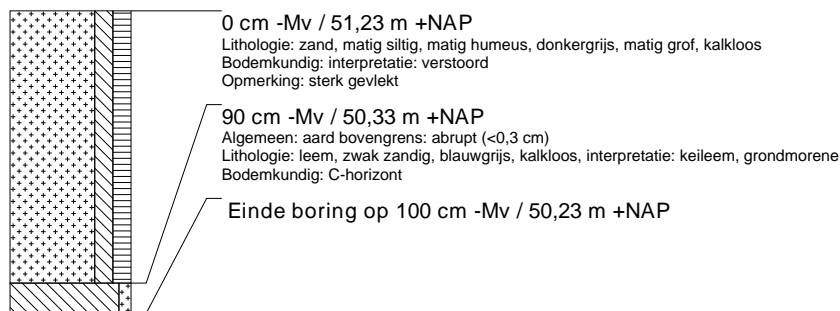 0 cm -Mv / 51,23 m +NAP
Lithologie: zand, matig siltig, matig humeus, donkergrijs, matig grof, kalkloos
Bodemkundig: interpretatie: verstoord
Opmerking: sterk gevlekt
90 cm -Mv / 50,33 m +NAP
Algemeen: aard bovengrens: abrupt (<0,3 cm)
Lithologie: leem, zwak zandig, blauwgrijs, kalkloos, interpretatie: keileem, grondmorene
Bodemkundig: C-horizont
Einde boring op 100 cm -Mv / 50,23 m +NAP